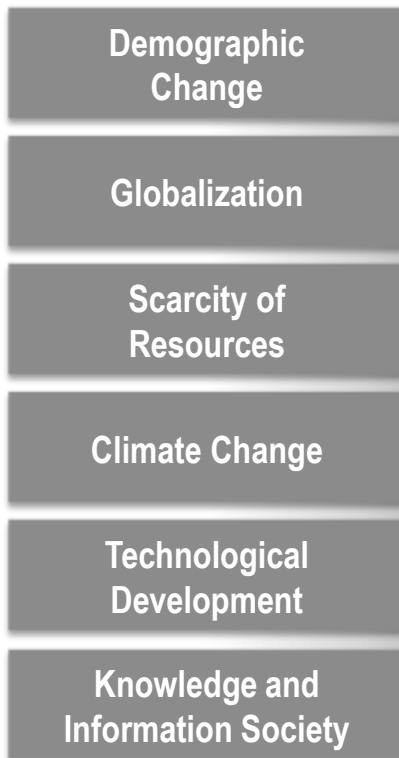 Demographic
Change
Globalization
Scarcity of
Resources
Climate Change
Technological
Development
Knowledge and
Information Society